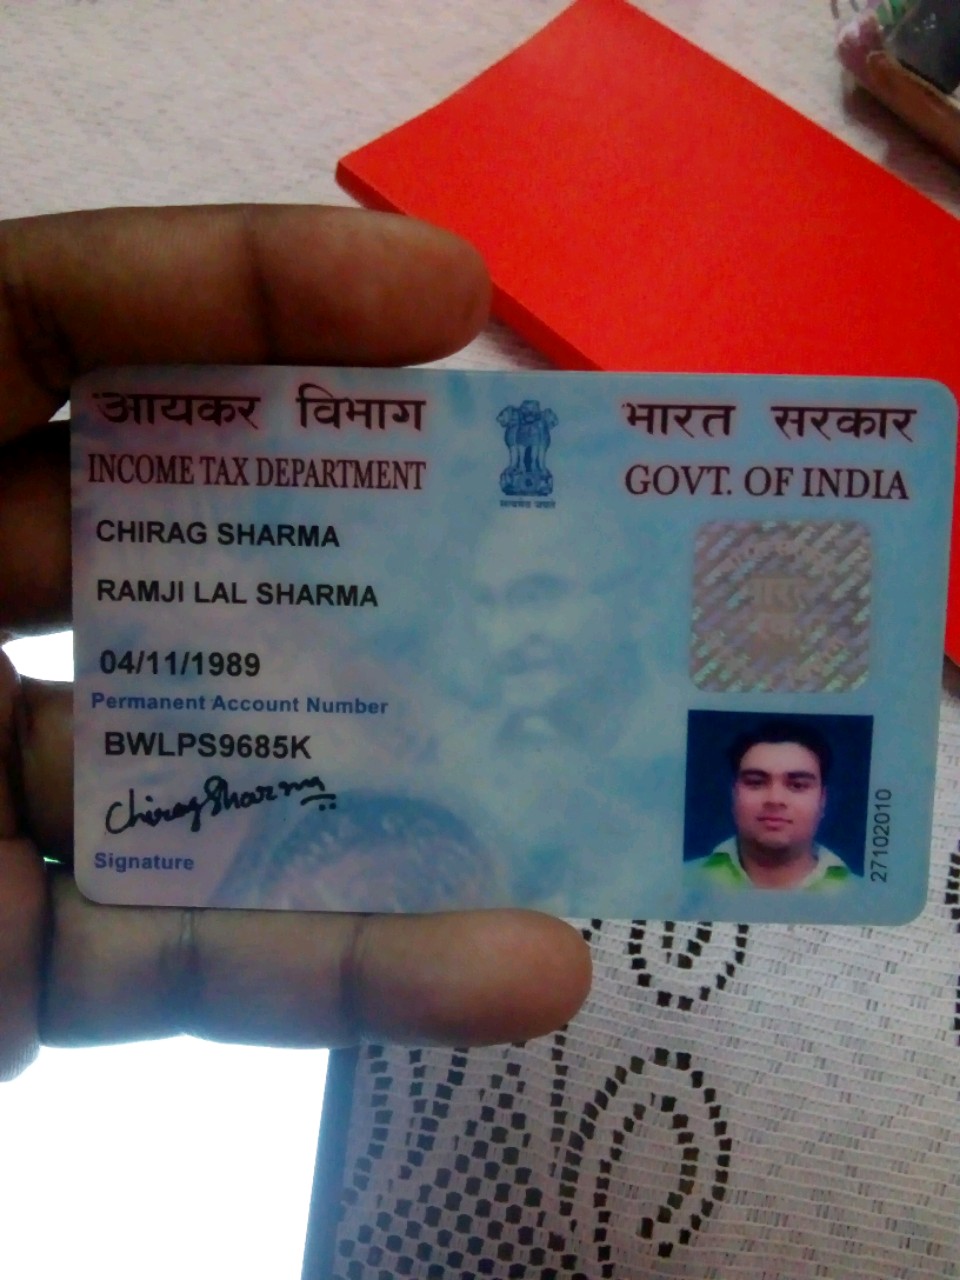 आयकर विभाग
भारत सरकार
INCOME TAX DEPARTMENT
GOVT. OF INDIA
सत्यमेव जयते
CHIRAG SHARMA
RAMJI LAL SHARMA
04/11/1989
Permanent Account Number
BWLPS9685K
Chirag Sharma
Signature
27102010